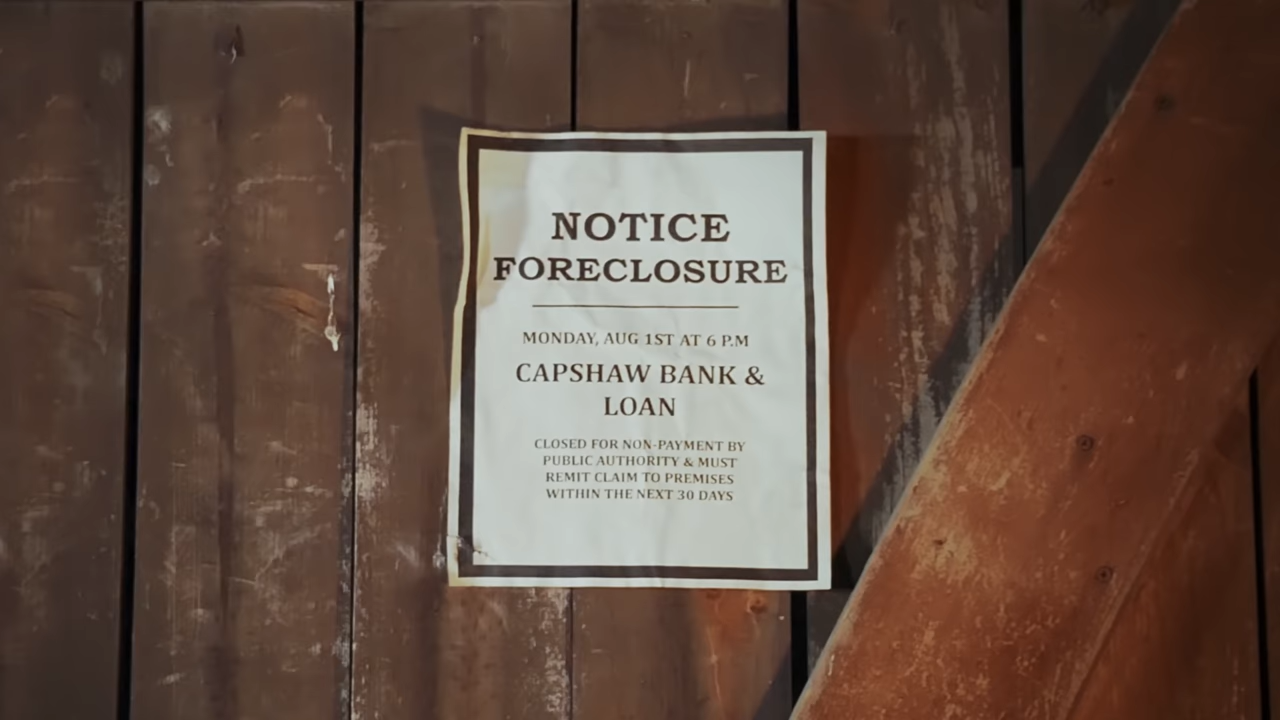 NOTICE
FORECLOSURE
MONDAY, AUG 1ST AT 6 P.M
CAPSHAW BANK &
LOAN
CLOSED FOR NON-PAYMENT BY
PUBLIC AUTHORITY & MUST
REMIT CLAIM TO PREMISES
WITHIN THE NEXT 30 DAYS